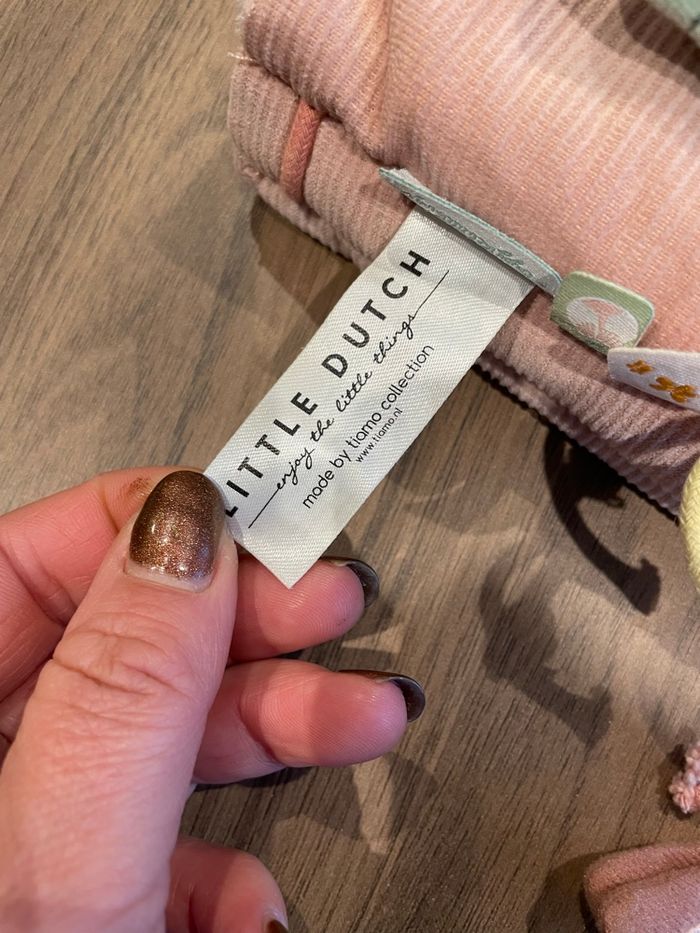 LITTLE DUTCH
enjoy the little things
made by tiamo collection
www.tiamo.nl